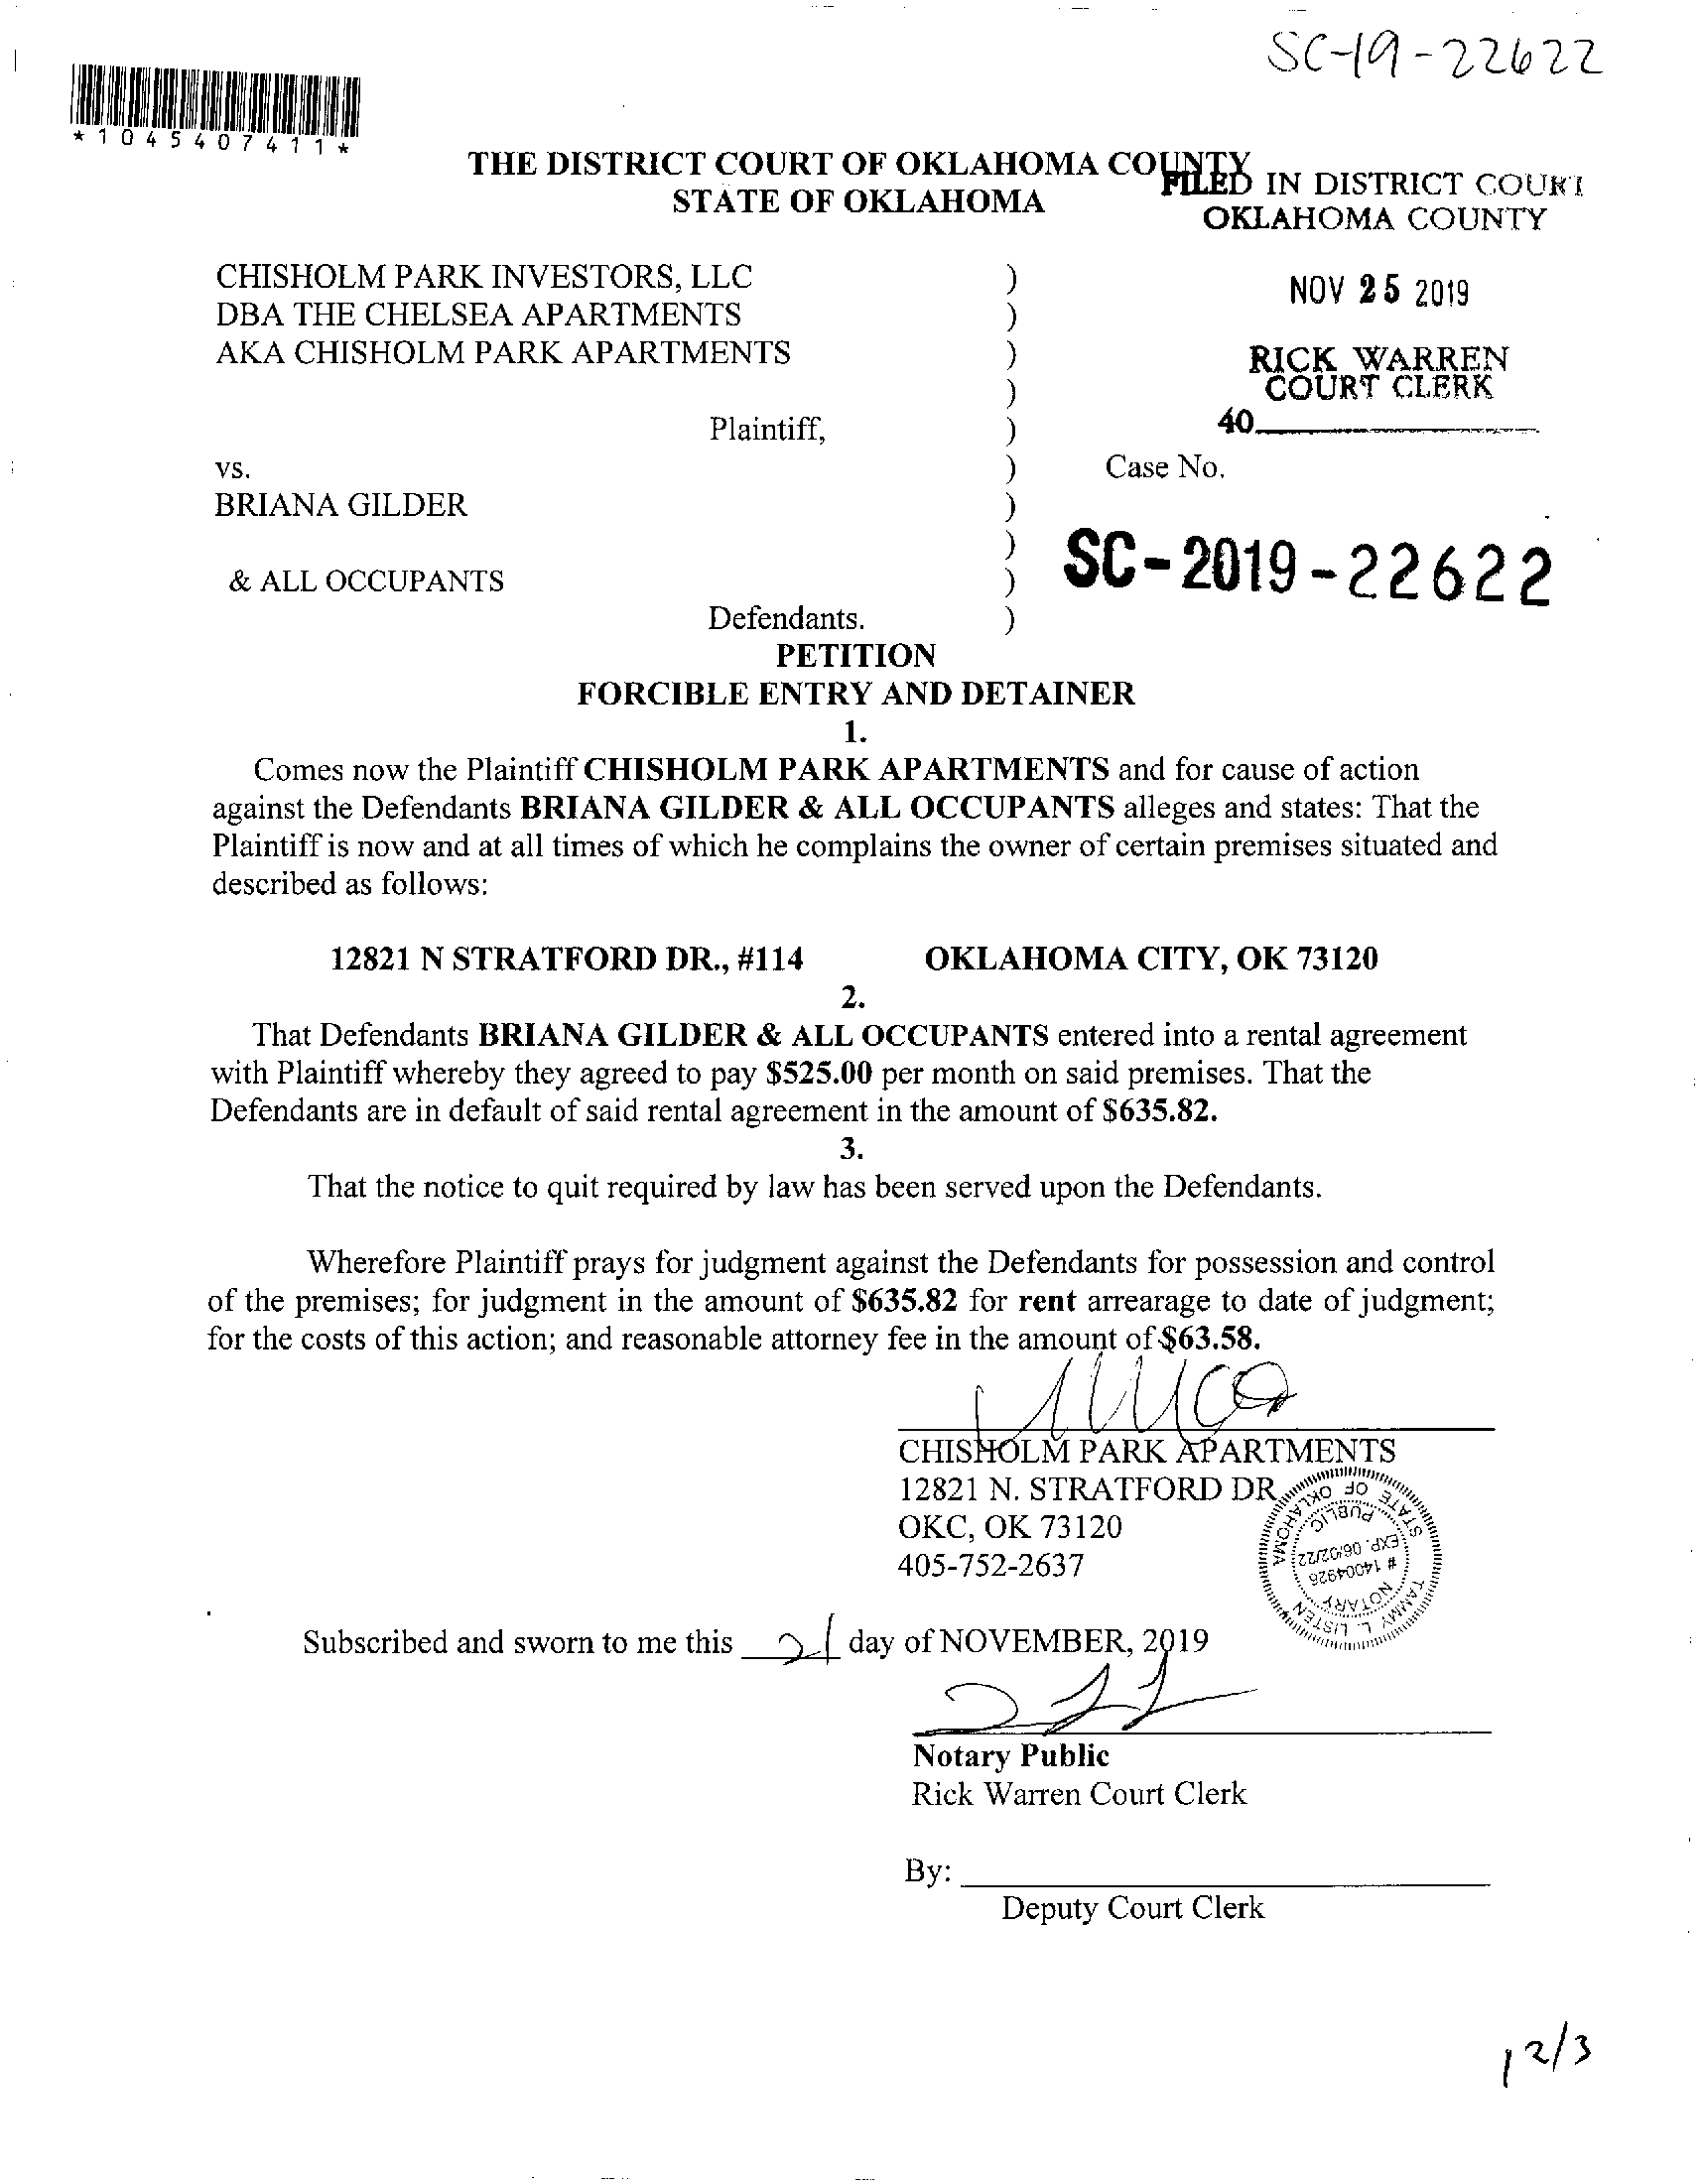 SC-19-22622
*1045407411*
THE DISTRICT COURT OF OKLAHOMA COUNTY
STATE OF OKLAHOMA
FILED IN DISTRICT COURT
OKLAHOMA COUNTY
CHISHOLM PARK INVESTORS, LLC )
DBA THE CHELSEA APARTMENTS )
NOV 25 2019
AKA CHISHOLM PARK APARTMENTS )
RICK WARREN
COURT CLERK
)
40
Plaintiff, )
vs. ) Case No.
BRIANA GILDER )
)
SC-2019-22622
& ALL OCCUPANTS )
Defendants. )
PETITION
FORCIBLE ENTRY AND DETAINER
1.
Comes now the Plaintiff CHISHOLM PARK APARTMENTS and for cause of action
against the Defendants BRIANA GILDER & ALL OCCUPANTS alleges and states: That the
Plaintiff is now and at all times of which he complains the owner of certain premises situated and
described as follows:
12821 N STRATFORD DR., #114 OKLAHOMA CITY, OK 73120
2.
That Defendants BRIANA GILDER & ALL OCCUPANTS entered into a rental agreement
with Plaintiff whereby they agreed to pay $525.00 per month on said premises. That the
Defendants are in default of said rental agreement in the amount of $635.82.
3.
That the notice to quit required by law has been served upon the Defendants.
Wherefore Plaintiff prays for judgment against the Defendants for possession and control
of the premises; for judgment in the amount of $635.82 for rent arrearage to date of judgment;
for the costs of this action; and reasonable attorney fee in the amount of $63.58.
CHISHOLM PARK APARTMENTS
12821 N. STRATFORD DR
OKC, OK 73120
405-752-2637
TAMMY L LISTEN
NOTARY
# 14004926
EXP. 06/02/22
PUBLIC
STATE OF OKLAHOMA
Subscribed and sworn to me this 21 day of NOVEMBER, 2019
Notary Public
Rick Warren Court Clerk
By:
Deputy Court Clerk
12/3